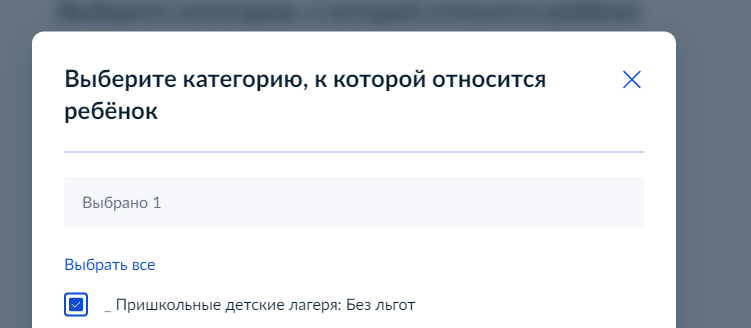 Выберите категорию, к которой относится
ребёнок
Выбрано 1
Выбрать все
_ Пришкольные детские лагеря: Без льгот